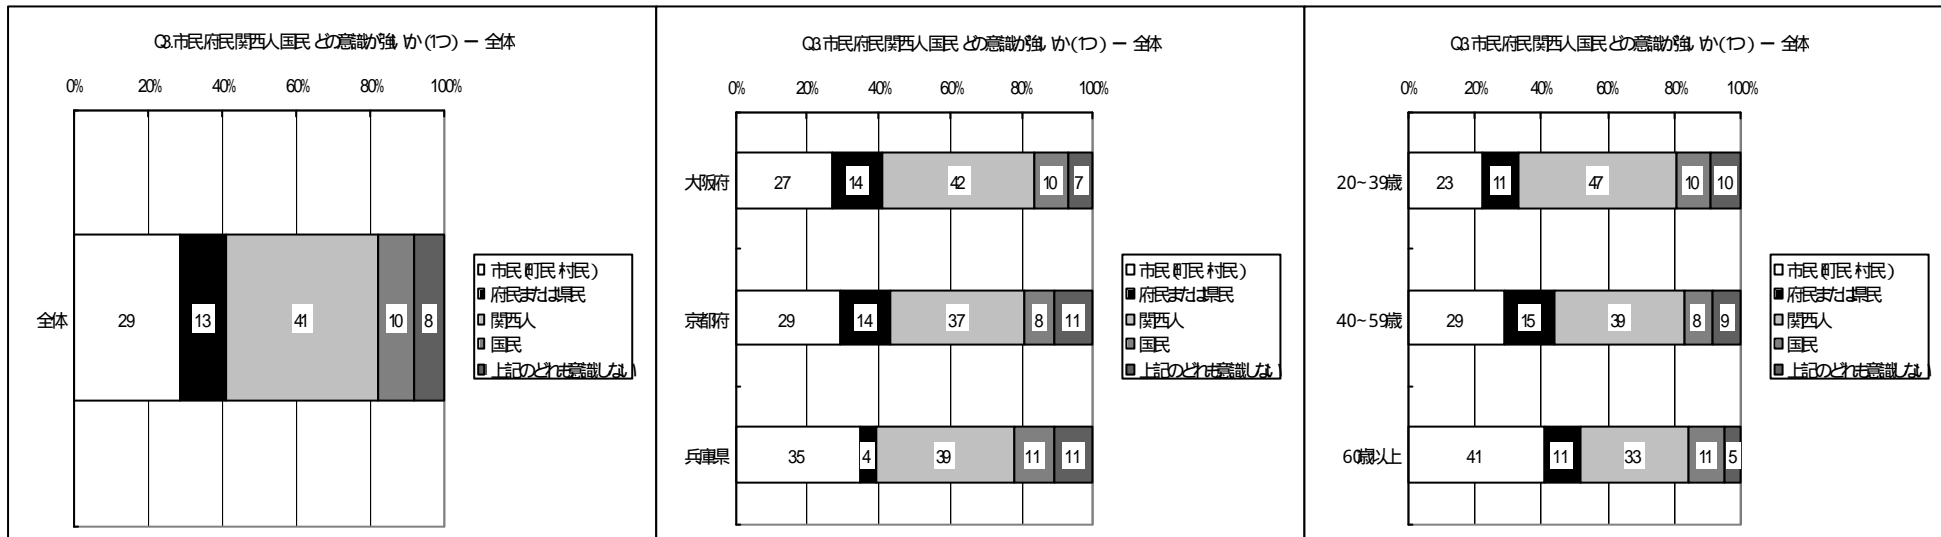 Q3.市民府民関西人国民 どの意識が強いか(1つ) ー 全体
0% 20% 40% 60% 80% 100%
全体 29 13 41 10 8
市民(町民・村民)
府民または県民
関西人
国民
上記のどれも意識しない
Q3.市民府民関西人国民 どの意識が強いか(1つ) ー 全体
0% 20% 40% 60% 80% 100%
大阪府 27 14 42 10 7
京都府 29 14 37 8 11
兵庫県 35 4 39 11 11
市民(町民・村民)
府民または県民
関西人
国民
上記のどれも意識しない
Q3.市民府民関西人国民 どの意識が強いか(1つ) ー 全体
0% 20% 40% 60% 80% 100%
20~39歳 23 11 47 10 10
40~59歳 29 15 39 8 9
60歳以上 41 11 33 11 5
市民(町民・村民)
府民または県民
関西人
国民
上記のどれも意識しない